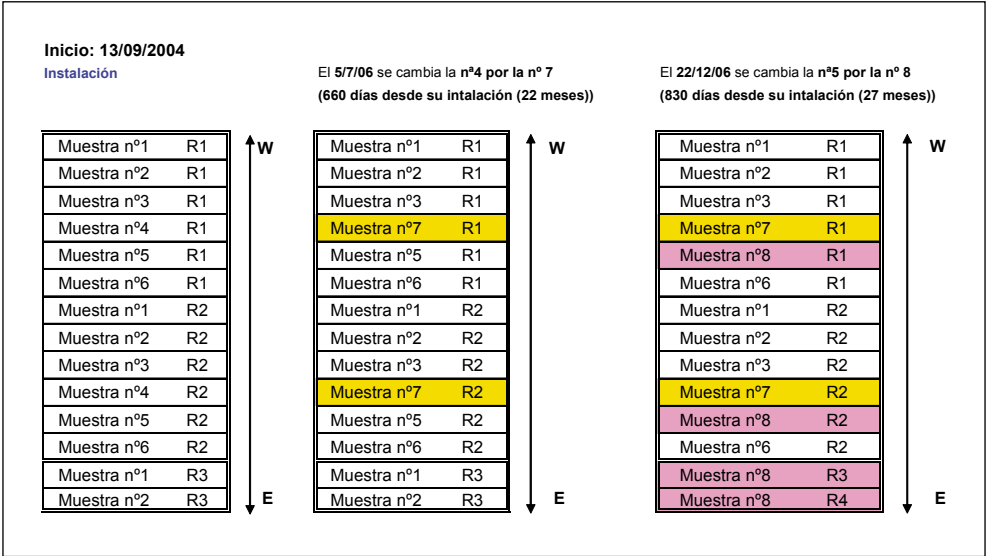 Inicio: 13/09/2004
Instalación
El 5/7/06 se cambia la nª4 por la nº 7
(660 días desde su intalación (22 meses))
El 22/12/06 se cambia la nª5 por la nº 8
(830 días desde su intalación (27 meses))
Muestra nº1 R1
Muestra nº2 R1
Muestra nº3 R1
Muestra nº4 R1
Muestra nº5 R1
Muestra nº6 R1
Muestra nº1 R2
Muestra nº2 R2
Muestra nº3 R2
Muestra nº4 R2
Muestra nº5 R2
Muestra nº6 R2
Muestra nº1 R3
Muestra nº2 R3
W
E
Muestra nº1 R1
Muestra nº2 R1
Muestra nº3 R1
Muestra nº7 R1
Muestra nº5 R1
Muestra nº6 R1
Muestra nº1 R2
Muestra nº2 R2
Muestra nº3 R2
Muestra nº7 R2
Muestra nº5 R2
Muestra nº6 R2
Muestra nº1 R3
Muestra nº2 R3
W
E
Muestra nº1 R1
Muestra nº2 R1
Muestra nº3 R1
Muestra nº7 R1
Muestra nº8 R1
Muestra nº6 R1
Muestra nº1 R2
Muestra nº2 R2
Muestra nº3 R2
Muestra nº7 R2
Muestra nº8 R2
Muestra nº6 R2
Muestra nº8 R3
Muestra nº8 R4
W
E